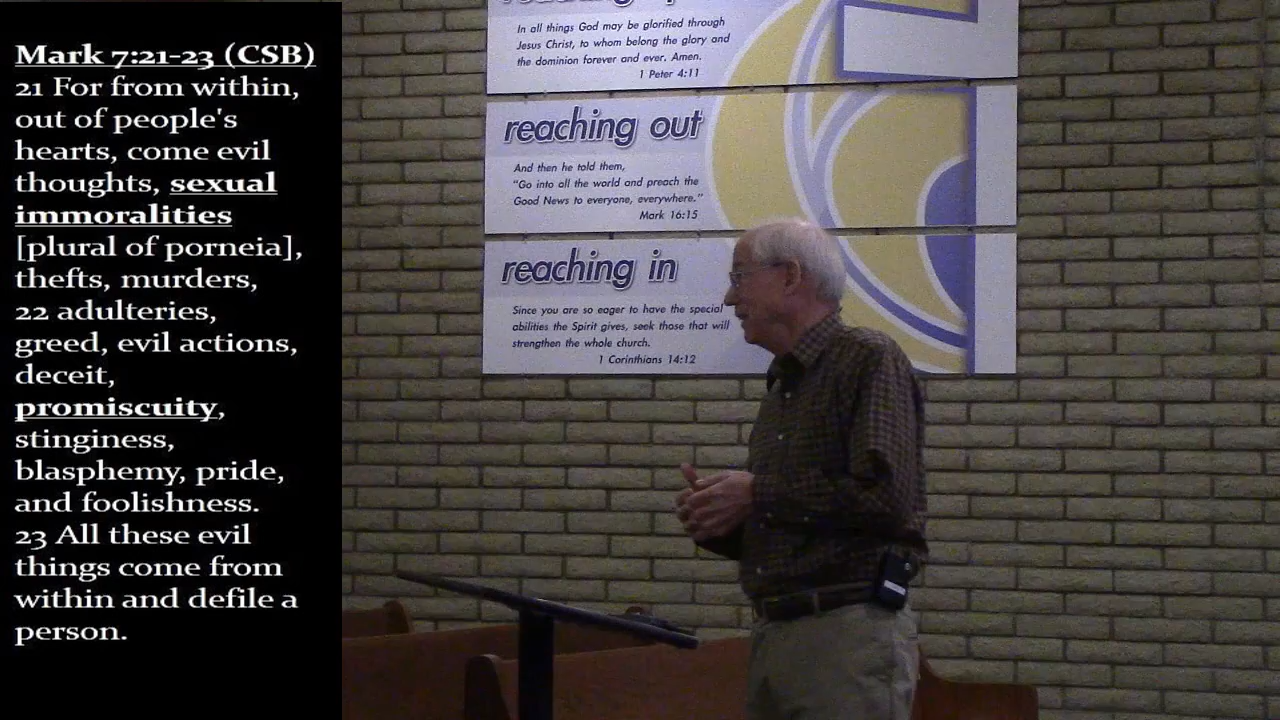 Mark 7:21-23 (CSB)
21 For from within,
out of people's
hearts, come evil
thoughts, sexual
immoralities
[plural of porneia],
thefts, murders,
22 adulteries,
greed, evil actions,
deceit,
promiscuity,
stinginess,
blasphemy, pride,
and foolishness.
23 All these evil
things come from
within and defile a
person.
In all things God may be glorified through
Jesus Christ, to whom belong the glory and
the dominion forever and ever. Amen.
1 Peter 4:11
reaching out
And then he told them,
"Go into all the world and preach the
Good News to everyone, everywhere."
Mark 16:15
reaching in
Since you are so eager to have the special
abilities the Spirit gives, seek those that will
strengthen the whole church.
1 Corinthians 14:12